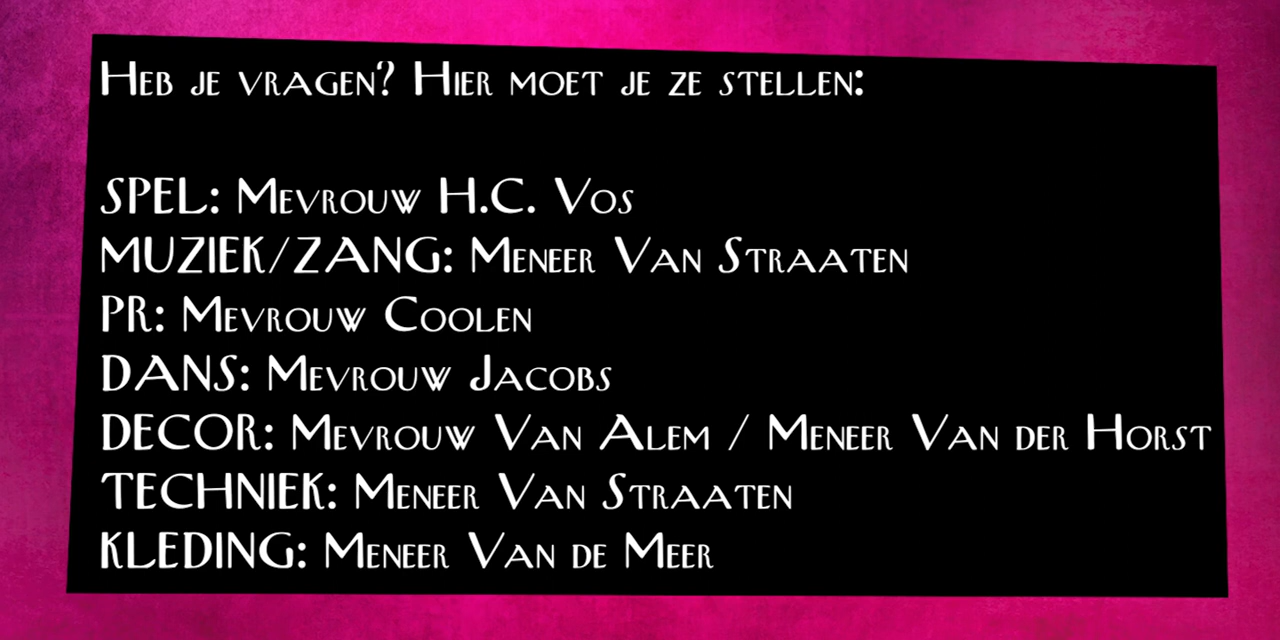 Heb je vragen? Hier moet je ze stellen:
SPEL: Mevrouw H.C. Vos
MUZIEK/ZANG: Meneer Van Straaten
PR: Mevrouw Coolen
DANS: Mevrouw Jacobs
DECOR: Mevrouw Van Alem / Meneer Van der Horst
TECHNIEK: Meneer Van Straaten
KLEDING: Meneer Van de Meer